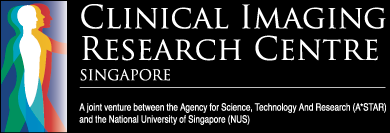 CLINICAL IMAGING
RESEARCH CENTRE
SINGAPORE
A joint venture between the Agency for Science, Technology And Research (A*STAR)
and the National University of Singapore (NUS)